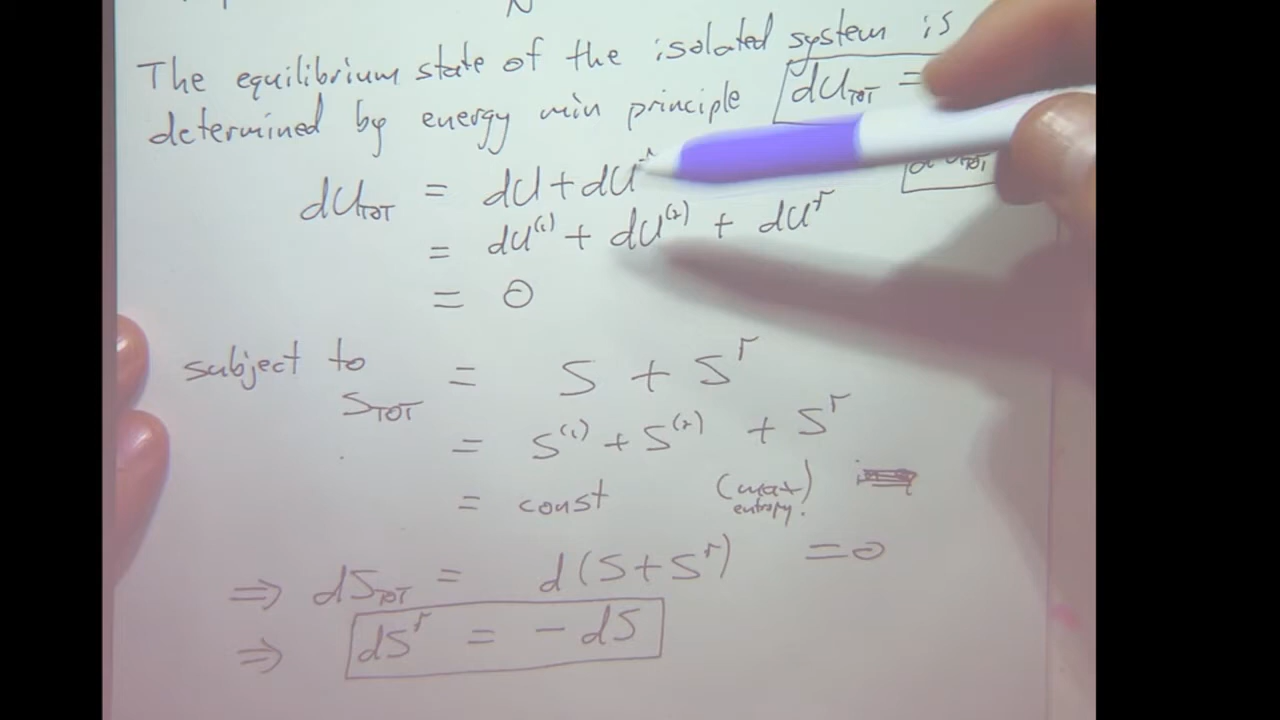 N
The equilibrium state of the isolated system is
determined by energy min principle dU_TOT =
dU_TOT = dU + dU^r
= dU^(1) + dU^(2) + dU^r
= 0
subject to
S_TOT = S + S^r
= S^(1) + S^(2) + S^r
= const (max entropy.)
⇒ dS_TOT = d(S + S^r) = 0
⇒ dS^r = - dS